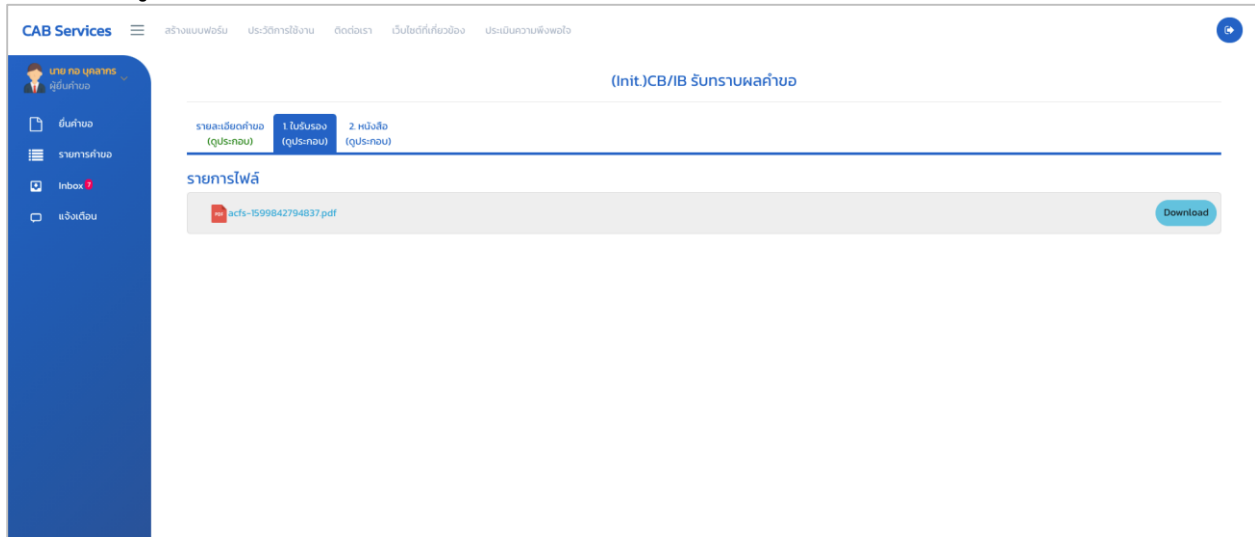 CAB Services
สร้างแบบฟอร์ม ประวัติการใช้งาน ติดต่อเรา เว็บไซต์ที่เกี่ยวข้อง ประเมินความพึงพอใจ
นาย กอ บุคลากร
ผู้ยื่นคำขอ
ยื่นคำขอ
รายการคำขอ
Inbox 7
แจ้งเตือน
(Init.)CB/IB รับทราบผลคำขอ
รายละเอียดคำขอ 1. ใบรับรอง 2. หนังสือ
(ดูประกอบ) (ดูประกอบ) (ดูประกอบ)
รายการไฟล์
PDF acfs-1599842794837.pdf Download